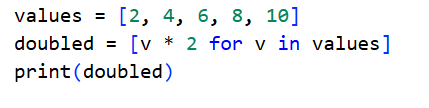 values = [2, 4, 6, 8, 10]
doubled = [v * 2 for v in values]
print(doubled)